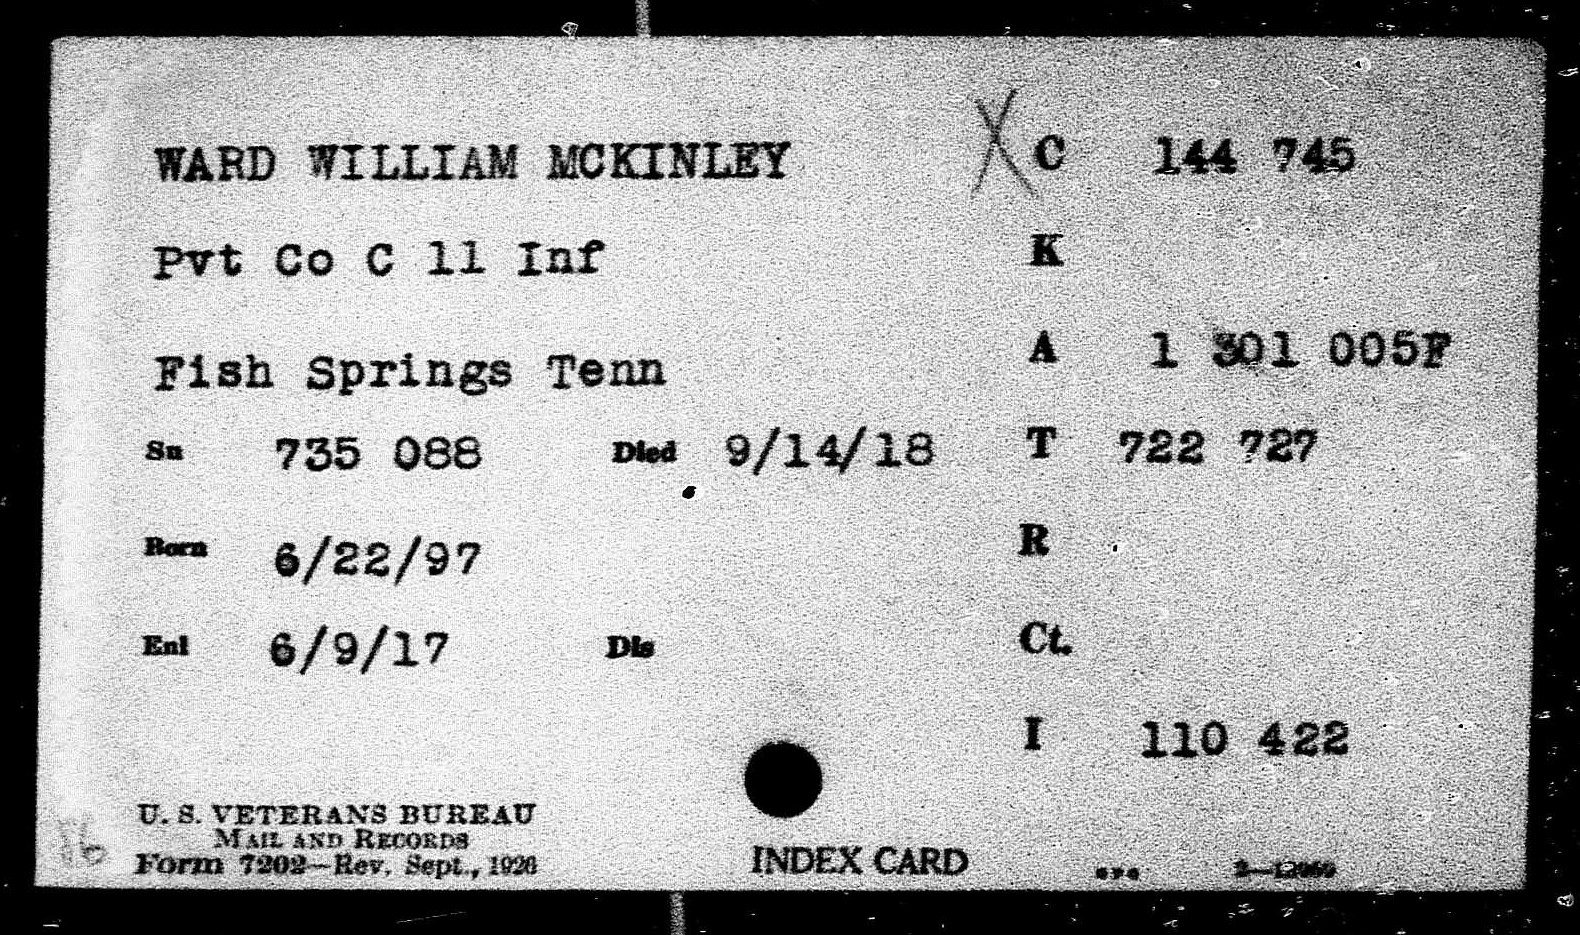 WARD WILLIAM MCKINLEY X C 144 745
Pvt Co C 11 Inf K
A 1 301 005F
Fish Springs Tenn
Sn 735 088 Died 9/14/18 T 722 727
Born 6/22/97 R
Enl 6/9/17 Dis Ct.
I 110 422
U. S. VETERANS BUREAU
MAIL AND RECORDS
Form 7202—Rev. Sept., 1926
INDEX CARD